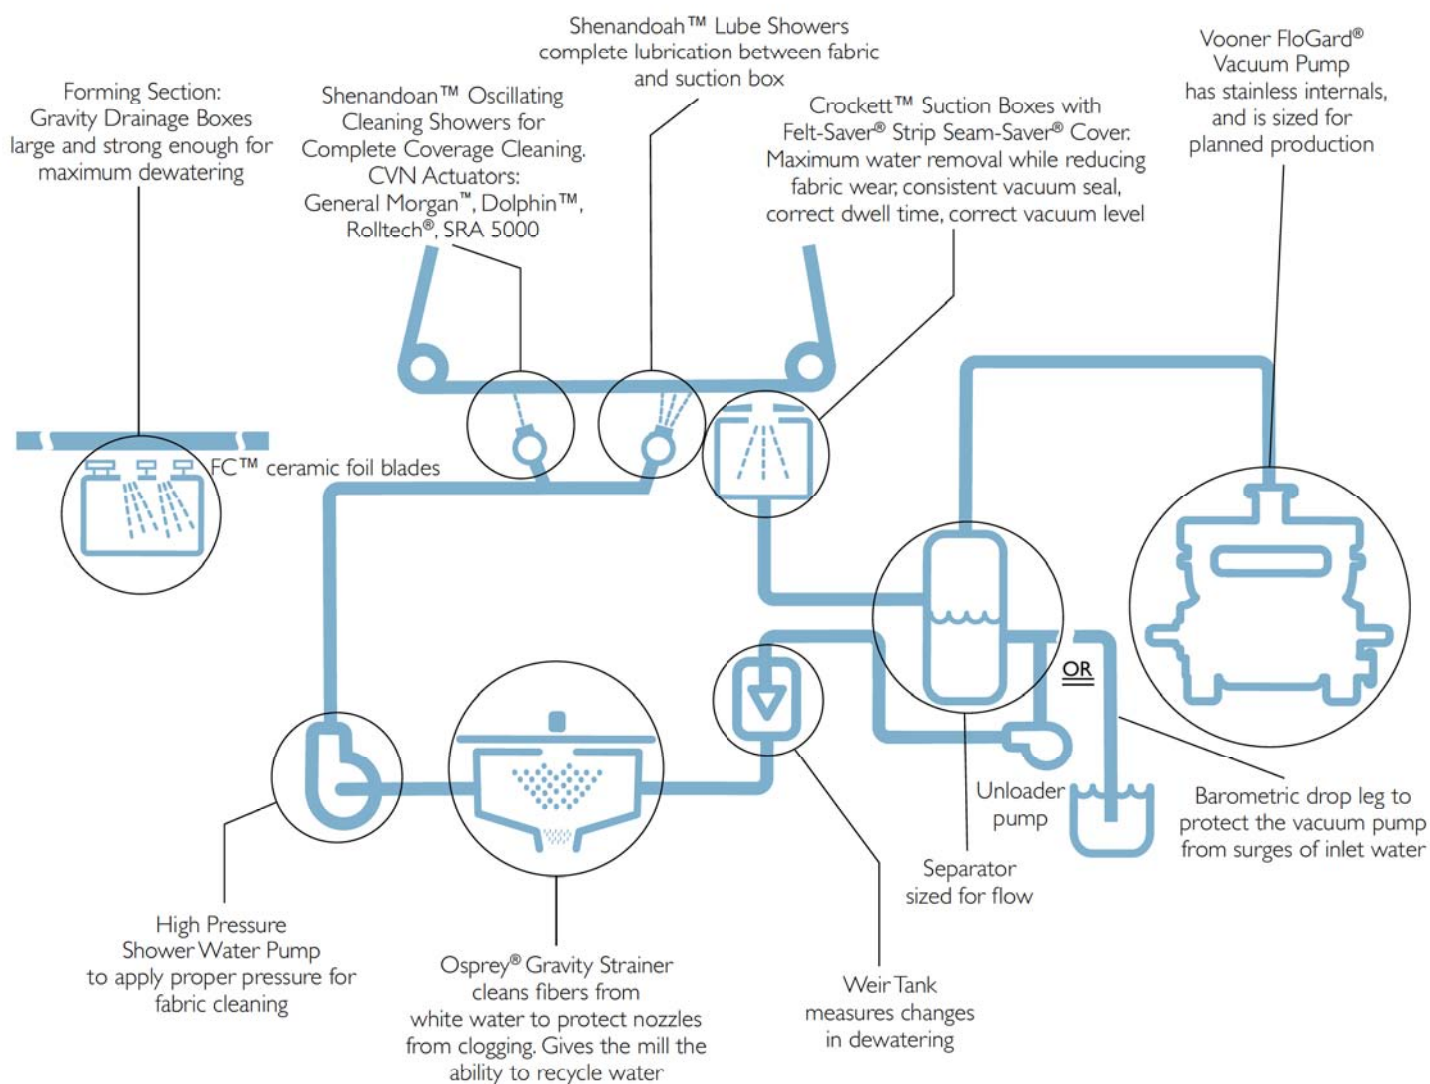 Shenandoah™ Lube Showers
complete lubrication between fabric
and suction box
Vooner FloGard®
Vacuum Pump
has stainless internals,
and is sized for
planned production
Forming Section:
Gravity Drainage Boxes
large and strong enough for
maximum dewatering
Shenandoan™ Oscillating
Cleaning Showers for
Complete Coverage Cleaning.
CVN Actuators:
General Morgan™, Dolphin™,
Rolltech®, SRA 5000
Crockett™ Suction Boxes with
Felt-Saver® Strip Seam-Saver® Cover.
Maximum water removal while reducing
fabric wear, consistent vacuum seal,
correct dwell time, correct vacuum level
FC™ ceramic foil blades
OR
Unloader
pump
Barometric drop leg to
protect the vacuum pump
from surges of inlet water
Separator
sized for flow
High Pressure
Shower Water Pump
to apply proper pressure for
fabric cleaning
Osprey® Gravity Strainer
cleans fibers from
white water to protect nozzles
from clogging. Gives the mill the
ability to recycle water
Weir Tank
measures changes
in dewatering